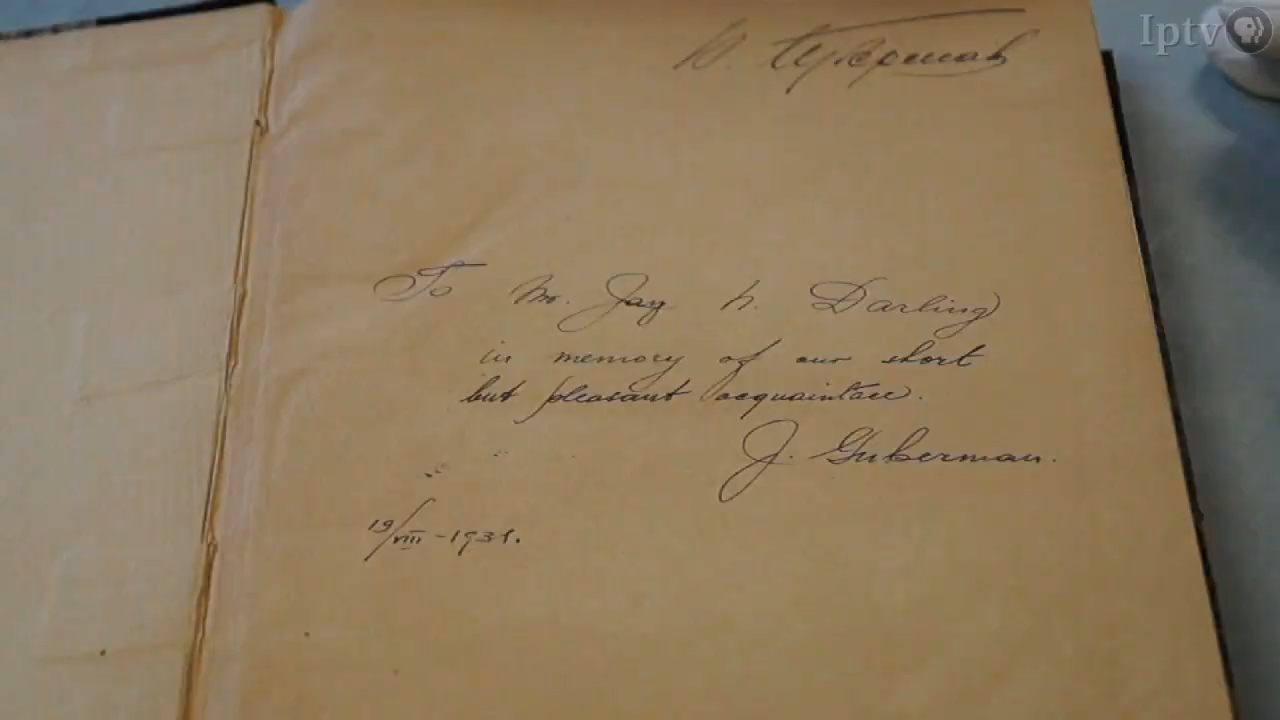 Iptv
To Mr. Jay N. Darling
in memory of our short
but pleasant acquaintace.
J. Guberman.
19/VIII-1931.